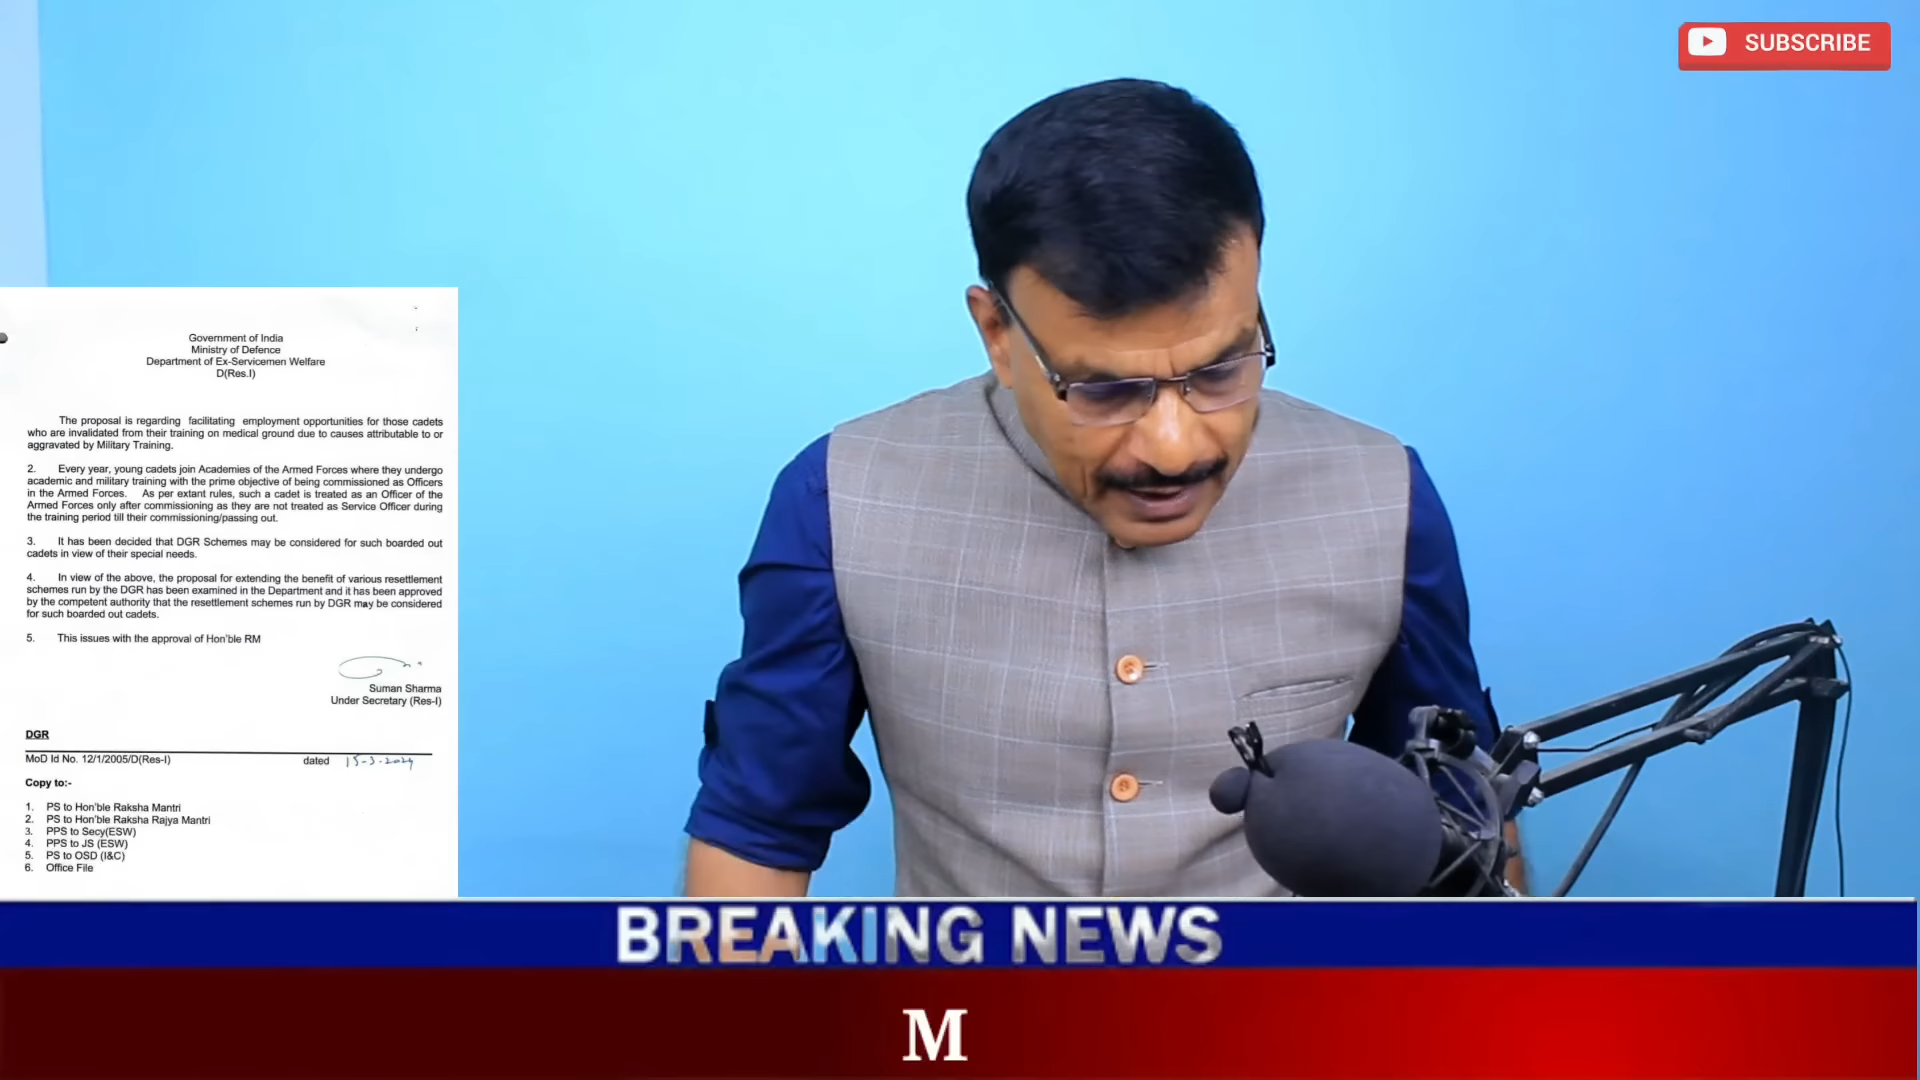 SUBSCRIBE
Government of India
Ministry of Defence
Department of Ex-Servicemen Welfare
D(Res.I)
The proposal is regarding facilitating employment opportunities for those cadets
who are invalidated from their training on medical ground due to causes attributable to or
aggravated by Military Training.
2. Every year, young cadets join Academies of the Armed Forces where they undergo
academic and military training with the prime objective of being commissioned as Officers
in the Armed Forces. As per extant rules, such a cadet is treated as an Officer of the
Armed Forces only after commissioning as they are not treated as Service Officer during
the training period till their commissioning/passing out.
3. It has been decided that DGR Schemes may be considered for such boarded out
cadets in view of their special needs.
4. In view of the above, the proposal for extending the benefit of various resettlement
schemes run by the DGR has been examined in the Department and it has been approved
by the competent authority that the resettlement schemes run by DGR may be considered
for such boarded out cadets.
5. This issues with the approval of Hon'ble RM
Suman Sharma
Under Secretary (Res-I)
DGR
MoD Id No. 12/1/2005/D(Res-I) dated 15-3-2024
Copy to:-
1. PS to Hon'ble Raksha Mantri
2. PS to Hon'ble Raksha Rajya Mantri
3. PPS to Secy(ESW)
4. PPS to JS (ESW)
5. PS to OSD (I&C)
6. Office File
BREAKING NEWS
M